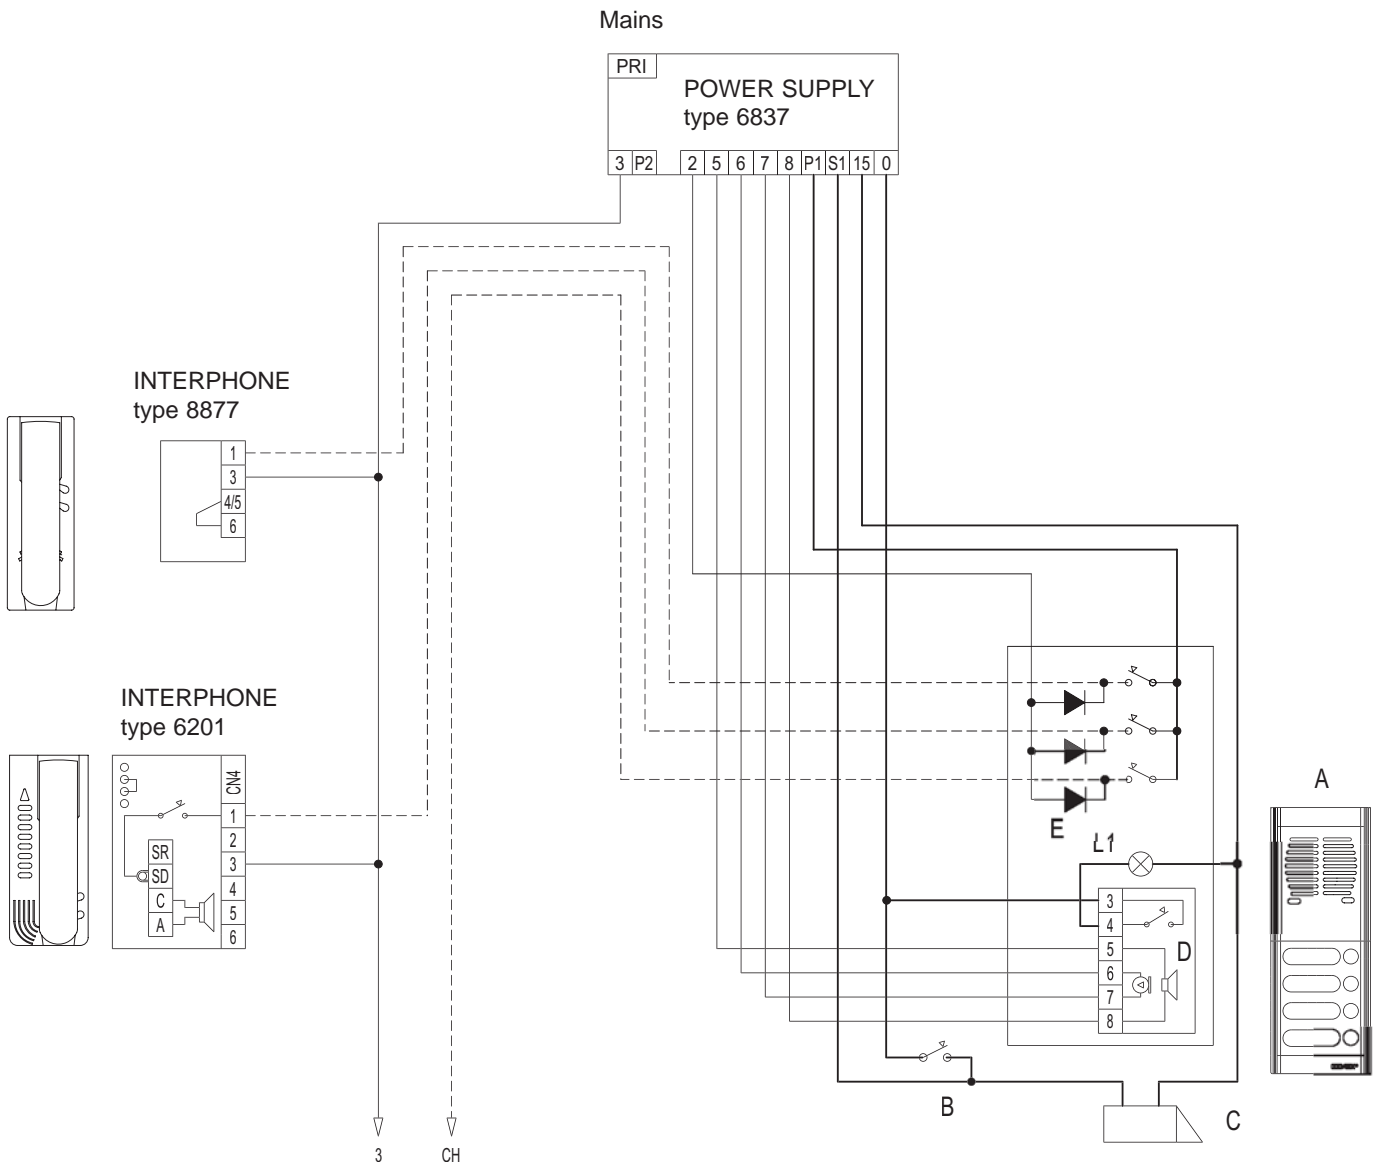 Mains
PRI
POWER SUPPLY
type 6837
3 P2 2 5 6 7 8 P1 S1 15 0
INTERPHONE
type 8877
1
3
4/5
6
INTERPHONE
type 6201
CN4
1
2
3
4
5
6
SR
SD
C
A
E
L1
3
4
5
6
7
8
D
A
B
C
3
CH